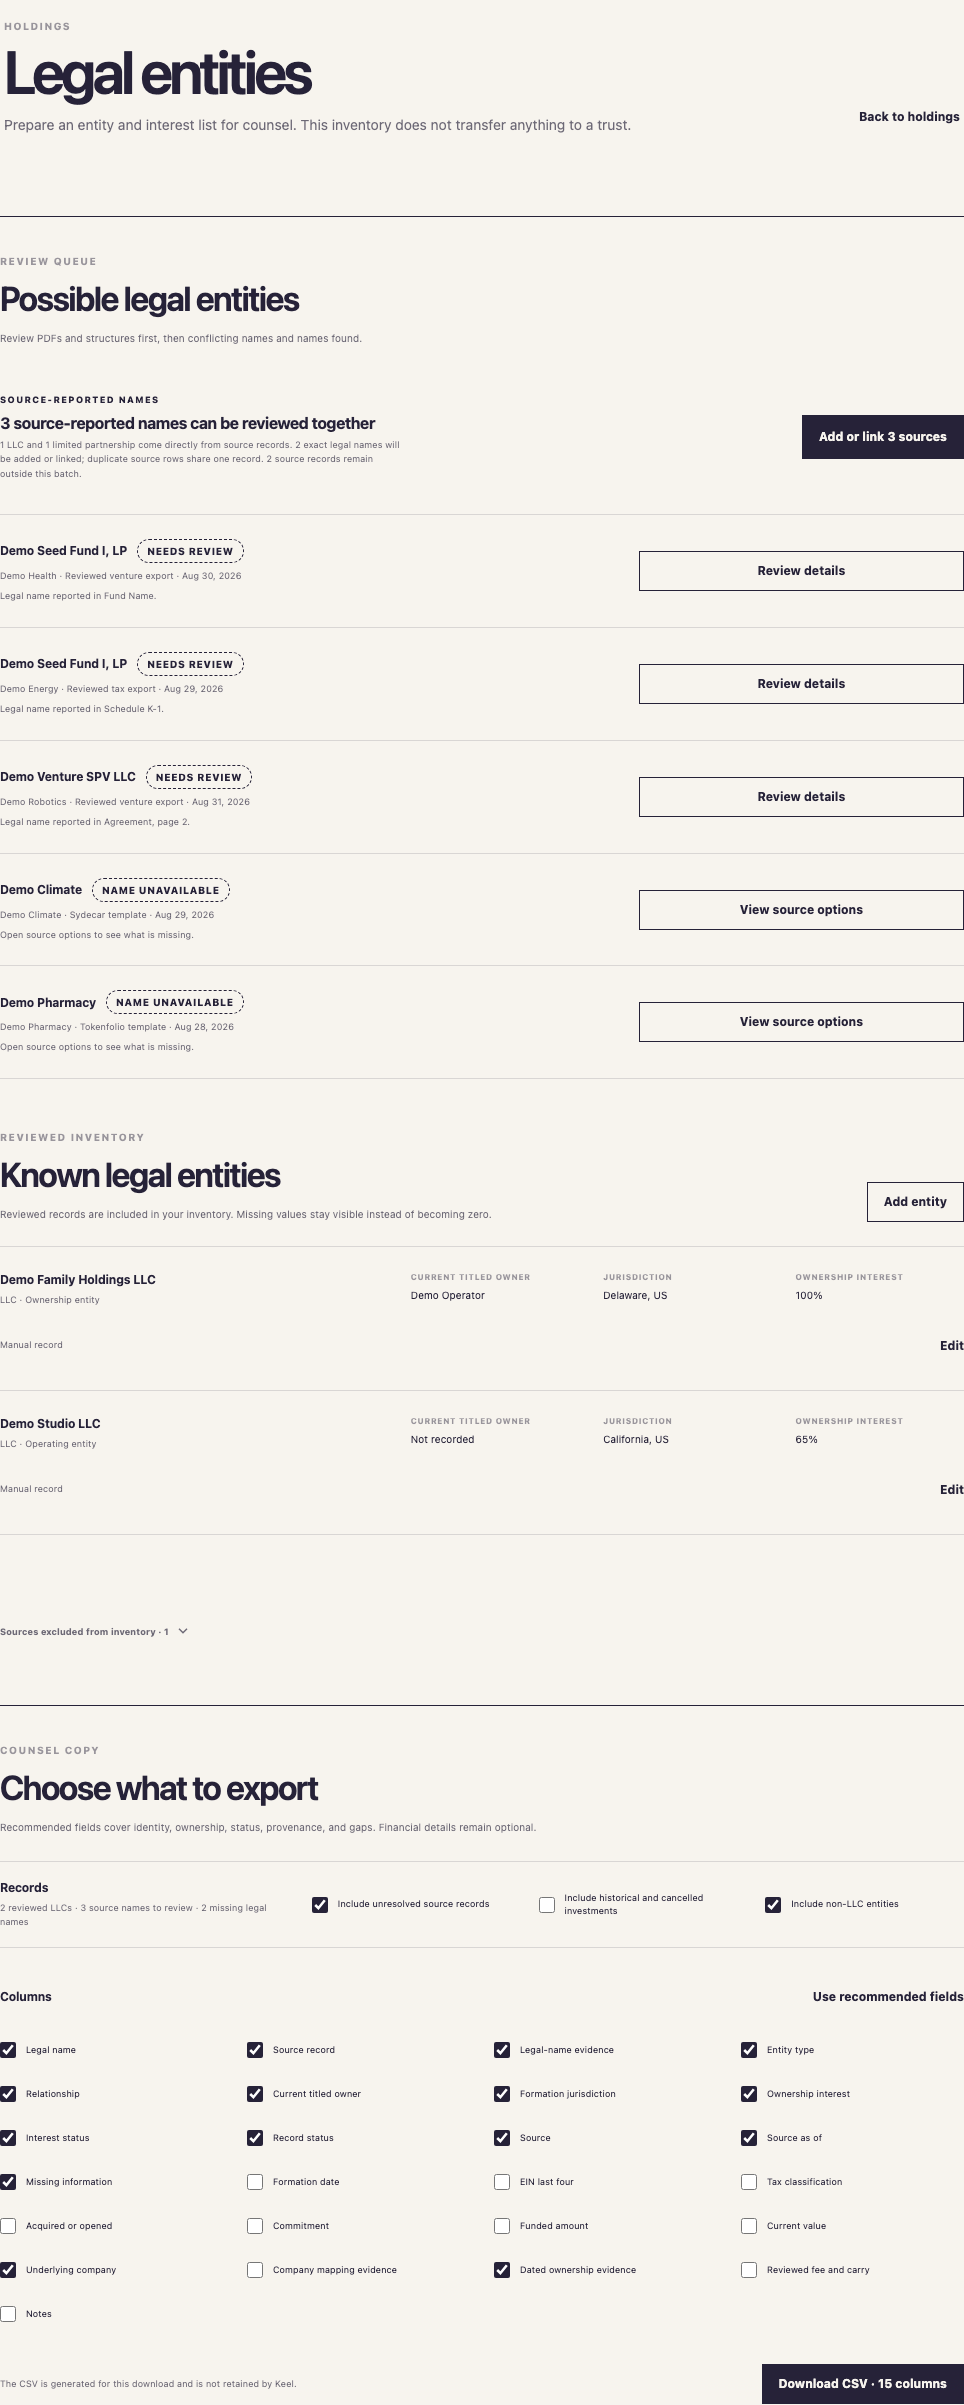 HOLDINGS
Legal entities
Prepare an entity and interest list for counsel. This inventory does not transfer anything to a trust.
Back to holdings
REVIEW QUEUE
Possible legal entities
Review PDFs and structures first, then conflicting names and names found.
SOURCE-REPORTED NAMES
3 source-reported names can be reviewed together
1 LLC and 1 limited partnership come directly from source records. 2 exact legal names will
be added or linked; duplicate source rows share one record. 2 source records remain
outside this batch.
Add or link 3 sources
Demo Seed Fund I, LP NEEDS REVIEW
Demo Health · Reviewed venture export · Aug 30, 2026
Legal name reported in Fund Name.
Review details
Demo Seed Fund I, LP NEEDS REVIEW
Demo Energy · Reviewed tax export · Aug 29, 2026
Legal name reported in Schedule K-1.
Review details
Demo Venture SPV LLC NEEDS REVIEW
Demo Robotics · Reviewed venture export · Aug 31, 2026
Legal name reported in Agreement, page 2.
Review details
Demo Climate NAME UNAVAILABLE
Demo Climate · Sydecar template · Aug 29, 2026
Open source options to see what is missing.
View source options
Demo Pharmacy NAME UNAVAILABLE
Demo Pharmacy · Tokenfolio template · Aug 28, 2026
Open source options to see what is missing.
View source options
REVIEWED INVENTORY
Known legal entities
Reviewed records are included in your inventory. Missing values stay visible instead of becoming zero.
Add entity
Demo Family Holdings LLC
LLC · Ownership entity
CURRENT TITLED OWNER JURISDICTION OWNERSHIP INTEREST
Demo Operator Delaware, US 100%
Manual record
Edit
Demo Studio LLC
LLC · Operating entity
CURRENT TITLED OWNER JURISDICTION OWNERSHIP INTEREST
Not recorded California, US 65%
Manual record
Edit
Sources excluded from inventory · 1
COUNSEL COPY
Choose what to export
Recommended fields cover identity, ownership, status, provenance, and gaps. Financial details remain optional.
Records
2 reviewed LLCs · 3 source names to review · 2 missing legal
names
Include unresolved source records
Include historical and cancelled
investments
Include non-LLC entities
Columns
Use recommended fields
Legal name Source record Legal-name evidence Entity type
Relationship Current titled owner Formation jurisdiction Ownership interest
Interest status Record status Source Source as of
Missing information Formation date EIN last four Tax classification
Acquired or opened Commitment Funded amount Current value
Underlying company Company mapping evidence Dated ownership evidence Reviewed fee and carry
Notes
The CSV is generated for this download and is not retained by Keel.
Download CSV · 15 columns